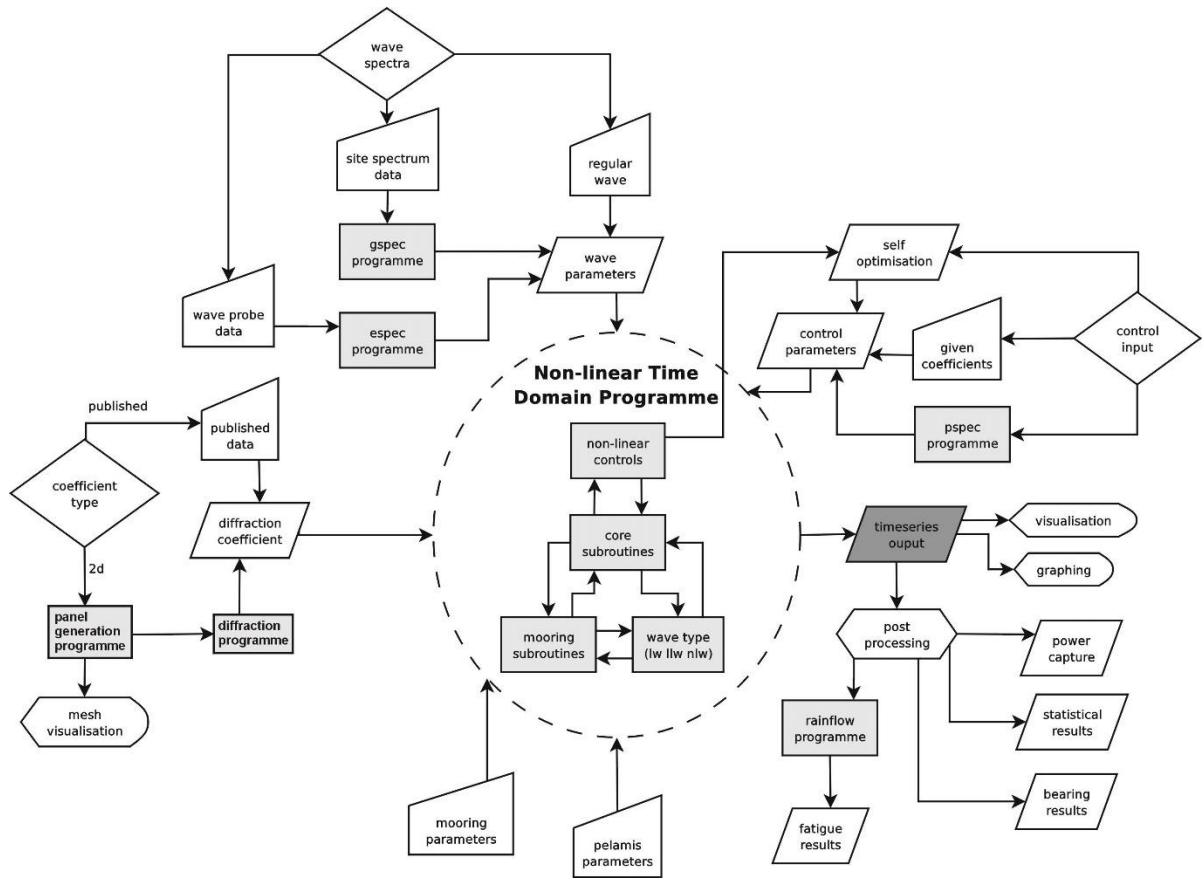 wave
spectra
site spectrum
data
regular
wave
gspec
programme
wave
parameters
self
optimisation
wave probe
data
espec
programme
control
parameters
given
coefficients
control
input
Non-linear Time
Domain Programme
published
published
data
pspec
programme
non-linear
controls
coefficient
type
diffraction
coefficient
core
subroutines
timeseries
ouput
visualisation
graphing
2d
panel
generation
programme
diffraction
programme
mooring
subroutines
wave type
(lw llw nlw)
post
processing
power
capture
mesh
visualisation
rainflow
programme
statistical
results
mooring
parameters
pelamis
parameters
fatigue
results
bearing
results